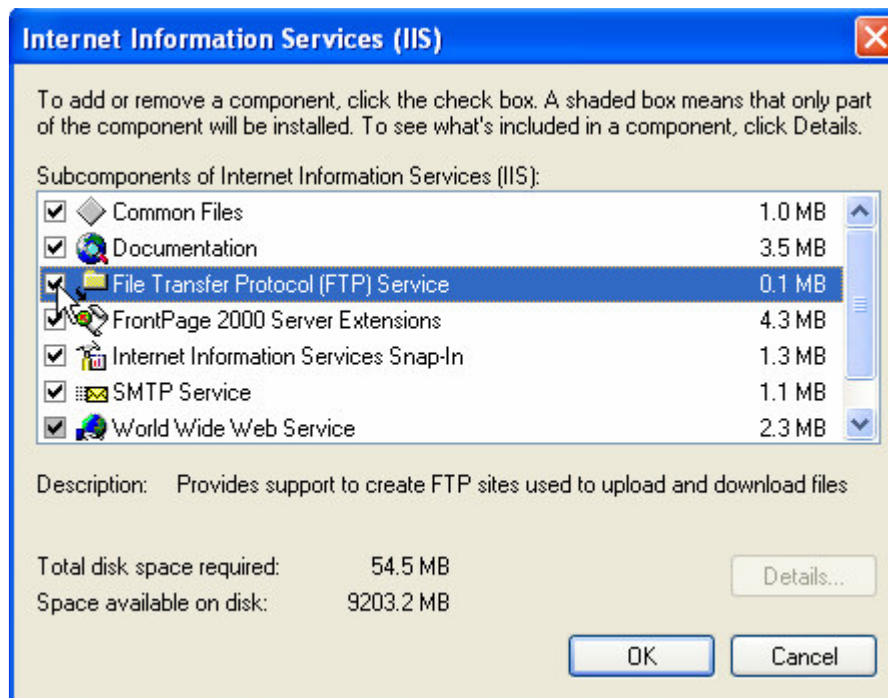 Internet Information Services (IIS)
To add or remove a component, click the check box. A shaded box means that only part
of the component will be installed. To see what's included in a component, click Details.
Subcomponents of Internet Information Services (IIS):
Common Files 1.0 MB
Documentation 3.5 MB
File Transfer Protocol (FTP) Service 0.1 MB
FrontPage 2000 Server Extensions 4.3 MB
Internet Information Services Snap-In 1.3 MB
SMTP Service 1.1 MB
World Wide Web Service 2.3 MB
Description: Provides support to create FTP sites used to upload and download files
Total disk space required: 54.5 MB
Space available on disk: 9203.2 MB
Details...
OK Cancel